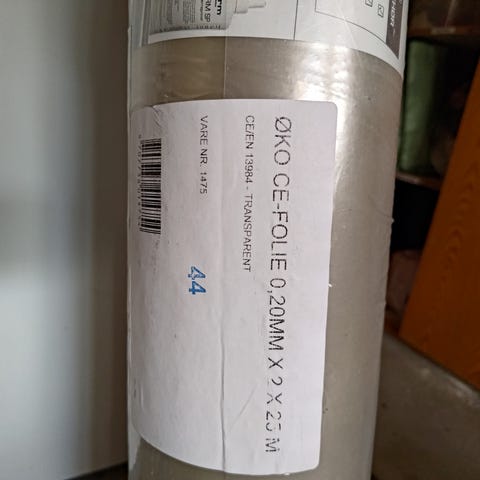 ØKO CE-FOLIE 0,20MM X 2 X 25 M
CE/EN 13984 - TRANSPARENT
VARE NR. 1475
44